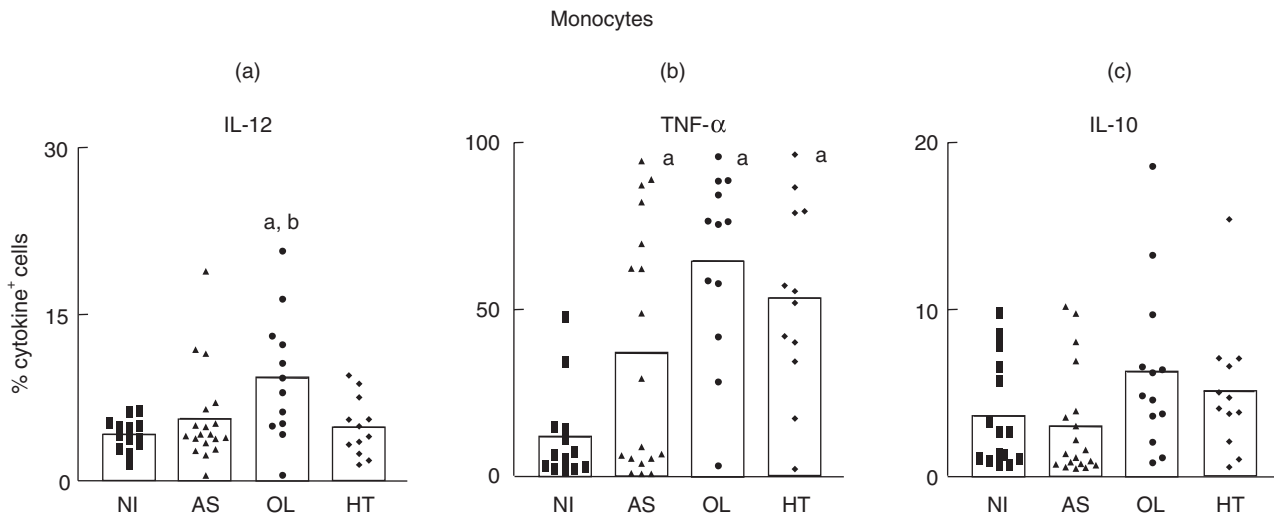 Monocytes
(a)
(b)
(c)
IL-12
TNF-α
IL-10
30
15
0
100
50
0
20
10
0
% cytokine+ cells
a, b
a
a
a
NI AS OL HT
NI AS OL HT
NI AS OL HT